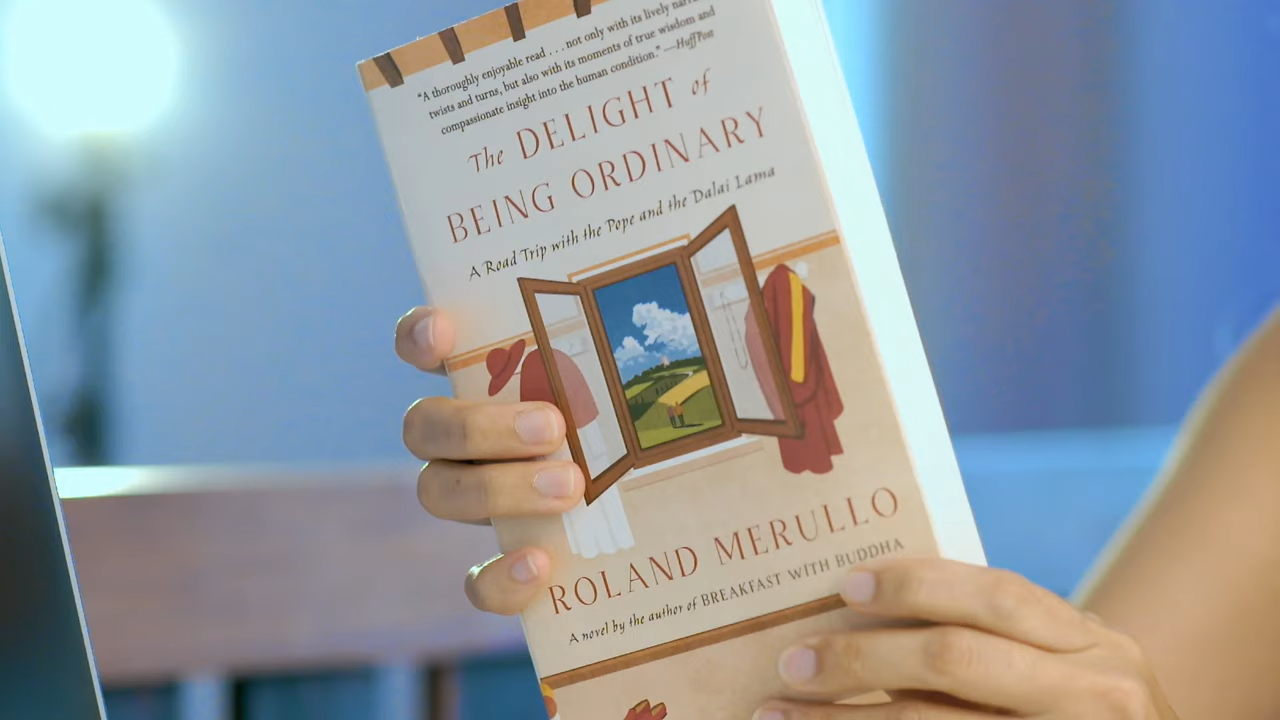 "A thoroughly enjoyable read . . . not only with its lively
twists and turns, but also with its moments of true wisdom and
compassionate insight into the human condition." —HuffPost
The DELIGHT of
BEING ORDINARY
A Road Trip with the Pope and the Dalai Lama
ROLAND MERULLO
A novel by the author of BREAKFAST WITH BUDDHA